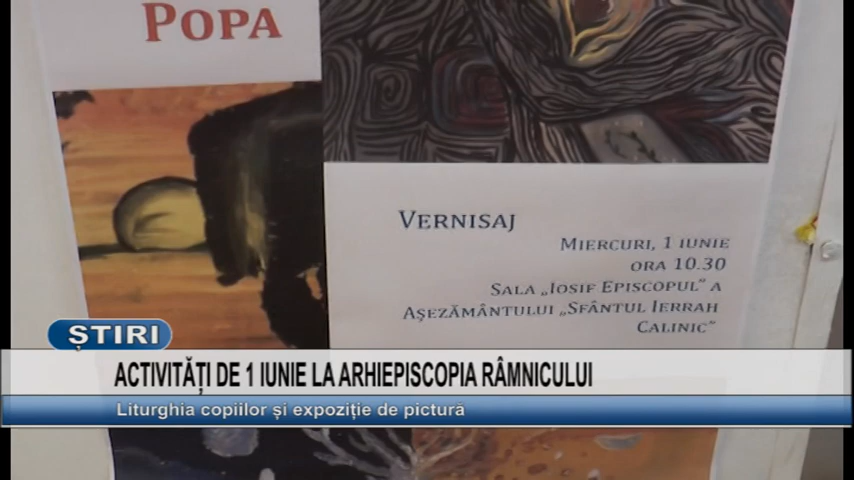 POPA
VERNISAJ
MIERCURI, 1 IUNIE
ORA 10.30
SALA „IOSIF EPISCOPUL” A
AŞEZĂMÂNTULUI „SFÂNTUL IERRAH
CALINIC”
ȘTIRI
ACTIVITĂȚI DE 1 IUNIE LA ARHIEPISCOPIA RÂMNICULUI
Liturghia copiilor și expoziție de pictură